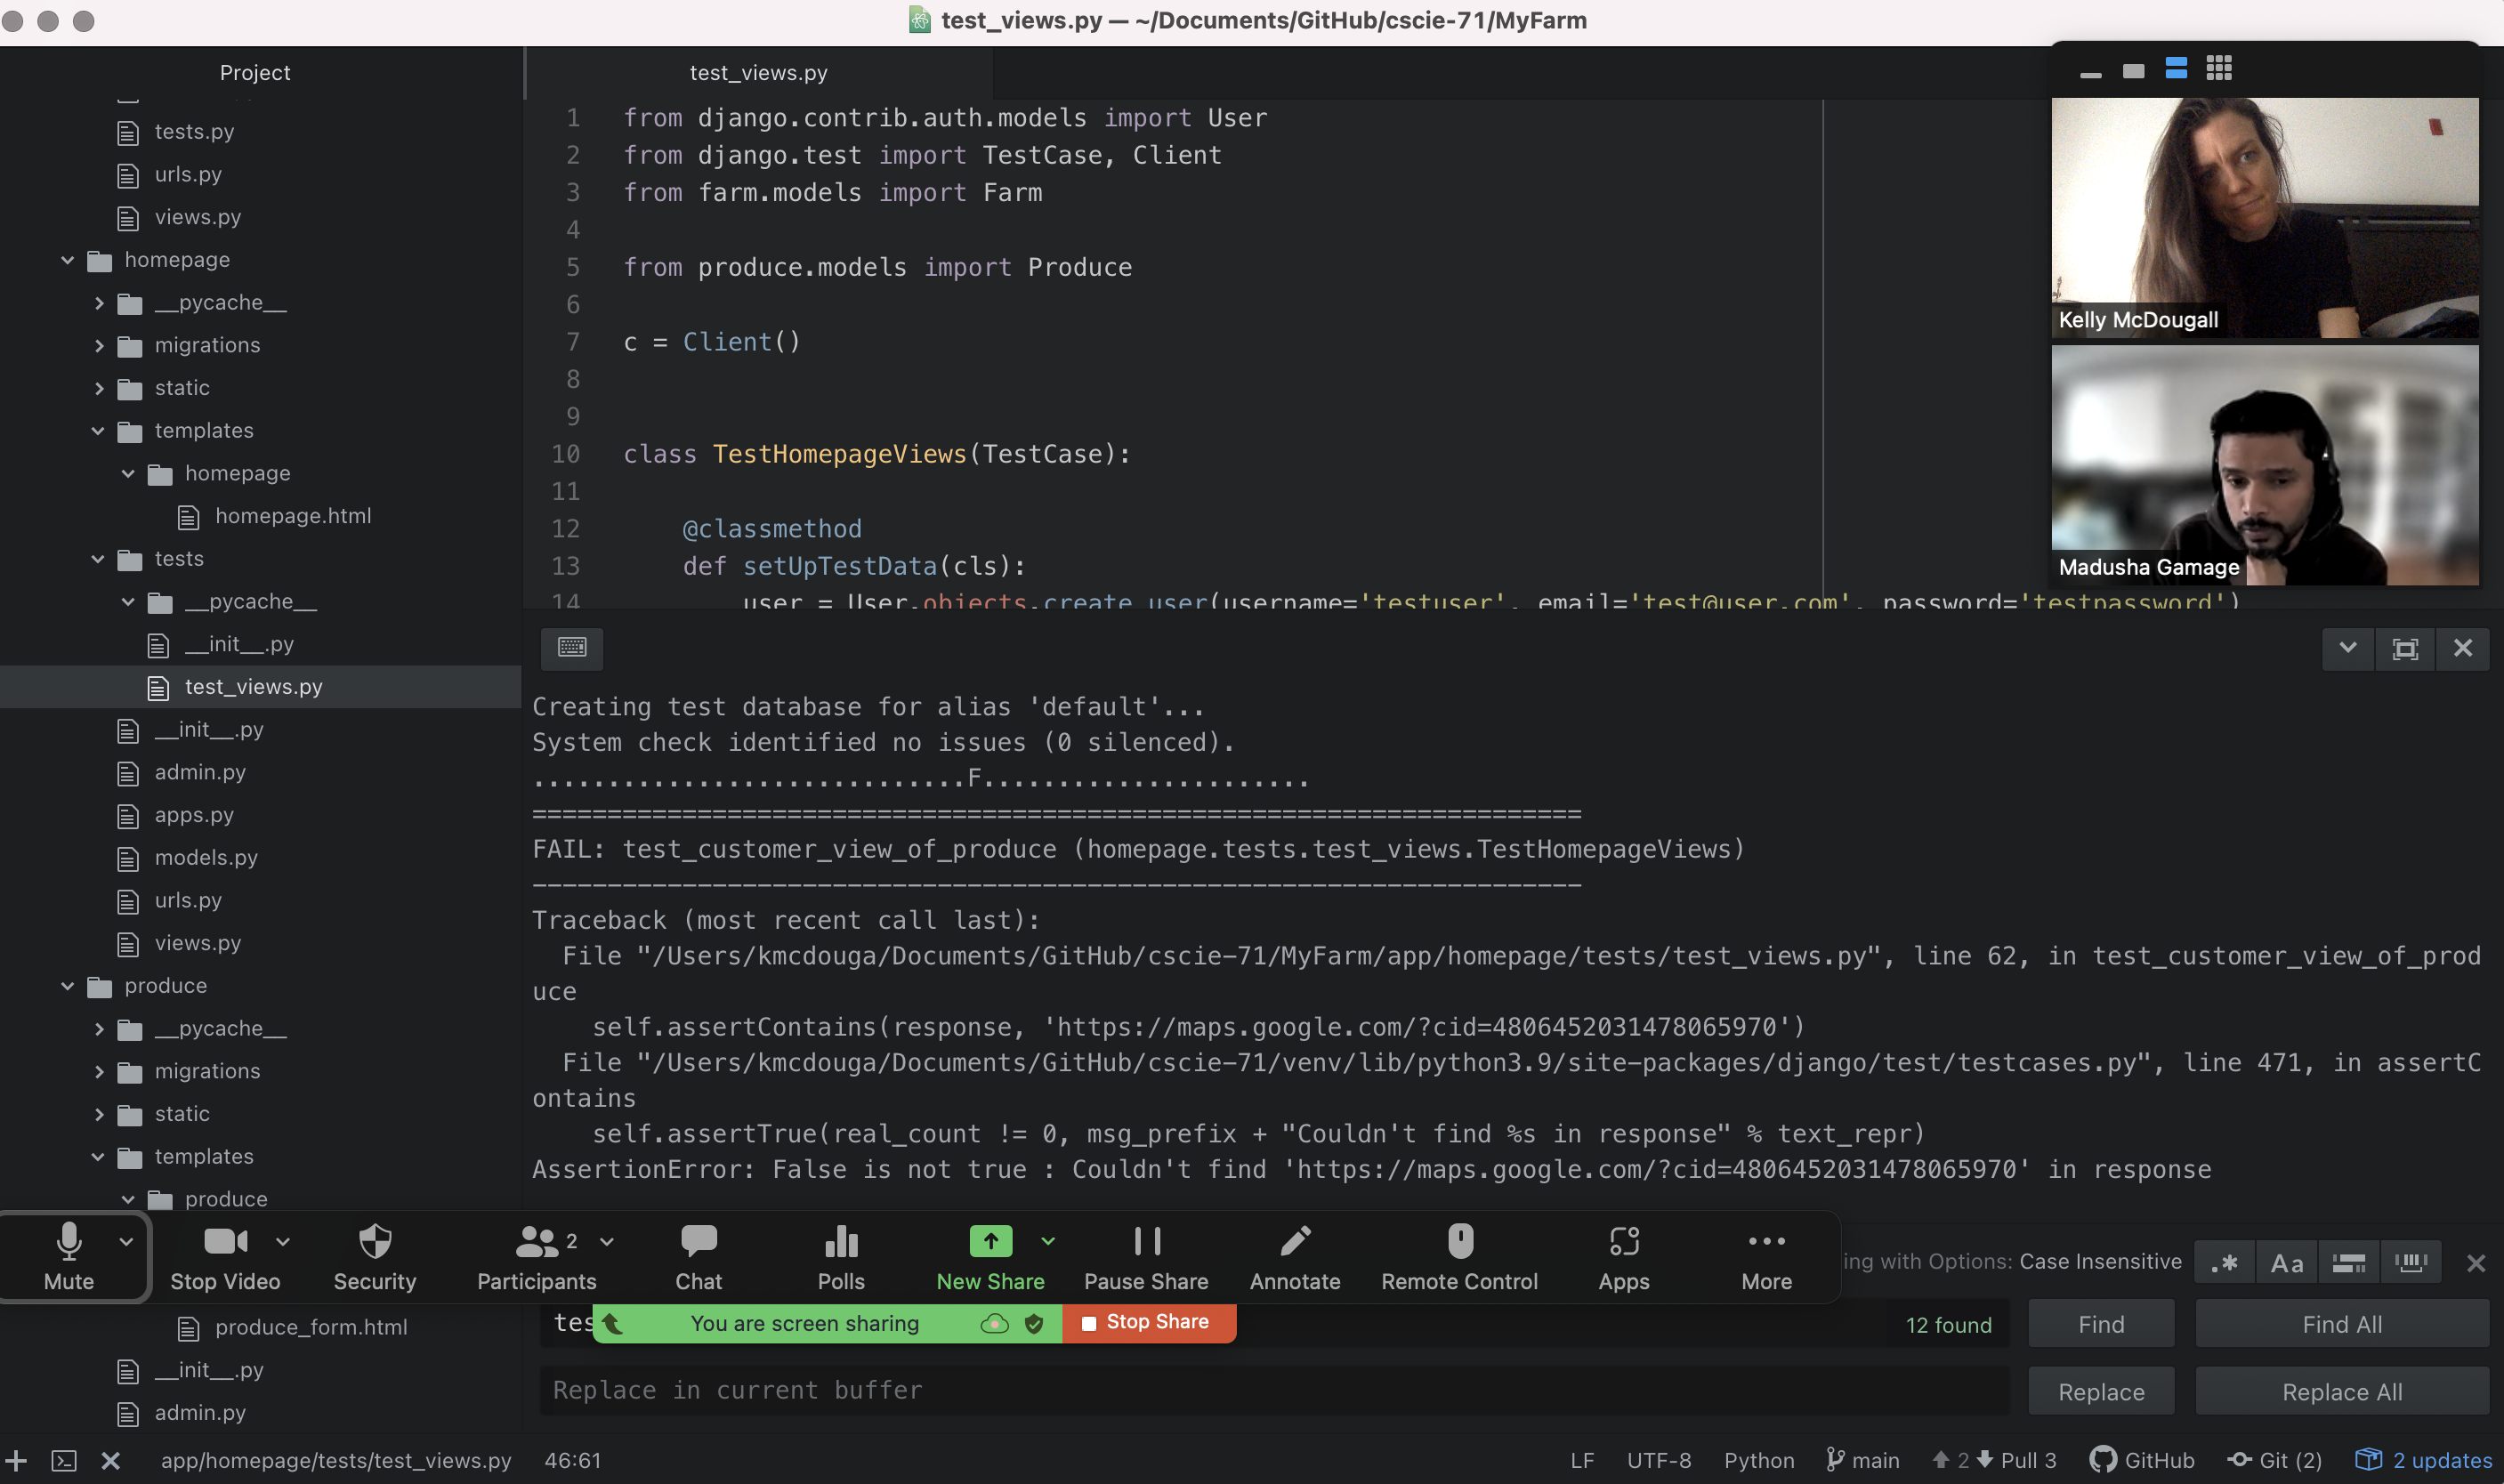 test_views.py — ~/Documents/GitHub/cscie-71/MyFarm
Project
tests.py
urls.py
views.py
homepage
__pycache__
migrations
static
templates
homepage
homepage.html
tests
__pycache__
__init__.py
test_views.py
__init__.py
admin.py
apps.py
models.py
urls.py
views.py
produce
__pycache__
migrations
static
templates
produce
produce_form.html
__init__.py
admin.py
test_views.py
1 from django.contrib.auth.models import User
2 from django.test import TestCase, Client
3 from farm.models import Farm
4
5 from produce.models import Produce
6
7 c = Client()
8
9
10 class TestHomepageViews(TestCase):
11
12 @classmethod
13 def setUpTestData(cls):
14 user = User.objects.create_user(username='testuser', email='test@user.com', password='testpassword')
Kelly McDougall
Madusha Gamage
Creating test database for alias 'default'...
System check identified no issues (0 silenced).
.............................F......................
======================================================================
FAIL: test_customer_view_of_produce (homepage.tests.test_views.TestHomepageViews)
----------------------------------------------------------------------
Traceback (most recent call last):
File "/Users/kmcdouga/Documents/GitHub/cscie-71/MyFarm/app/homepage/tests/test_views.py", line 62, in test_customer_view_of_prod
uce
self.assertContains(response, 'https://maps.google.com/?cid=4806452031478065970')
File "/Users/kmcdouga/Documents/GitHub/cscie-71/venv/lib/python3.9/site-packages/django/test/testcases.py", line 471, in assertC
ontains
self.assertTrue(real_count != 0, msg_prefix + "Couldn't find %s in response" % text_repr)
AssertionError: False is not true : Couldn't find 'https://maps.google.com/?cid=4806452031478065970' in response
Mute
Stop Video
Security
2
Participants
Chat
Polls
New Share
Pause Share
Annotate
Remote Control
Apps
More
ing with Options: Case Insensitive
.*
Aa
tes
You are screen sharing
Stop Share
12 found
Find
Find All
Replace in current buffer
Replace
Replace All
app/homepage/tests/test_views.py 46:61
LF UTF-8 Python main 2 Pull 3 GitHub Git (2) 2 updates